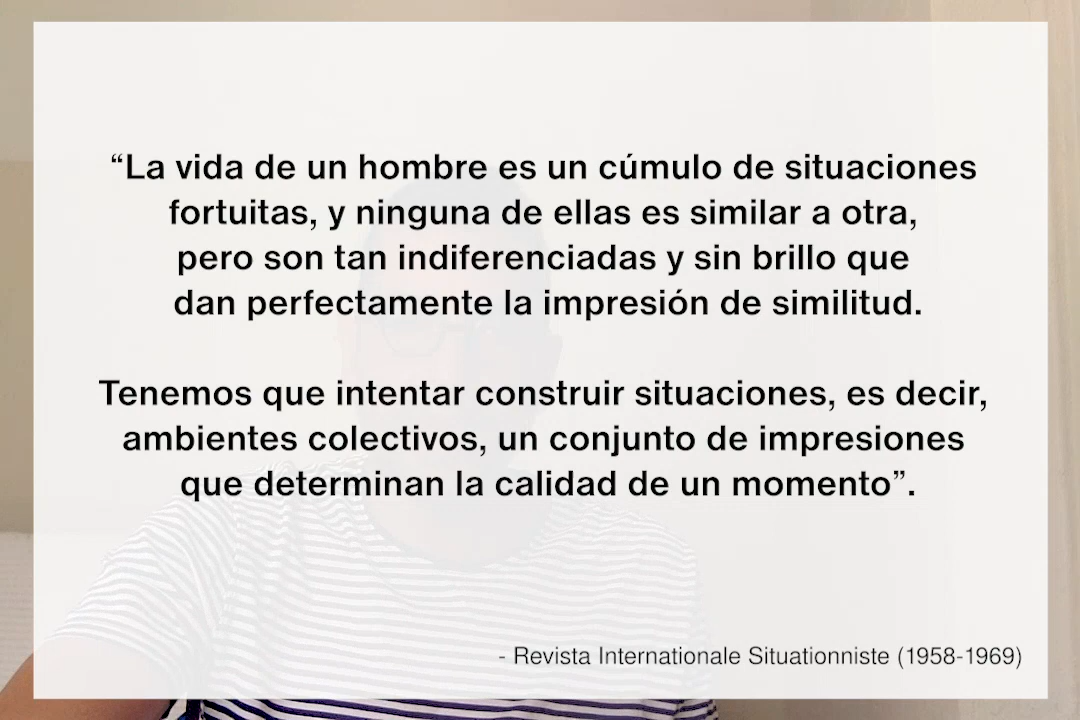 “La vida de un hombre es un cúmulo de situaciones
fortuitas, y ninguna de ellas es similar a otra,
pero son tan indiferenciadas y sin brillo que
dan perfectamente la impresión de similitud.
Tenemos que intentar construir situaciones, es decir,
ambientes colectivos, un conjunto de impresiones
que determinan la calidad de un momento”.
- Revista Internationale Situationniste (1958-1969)